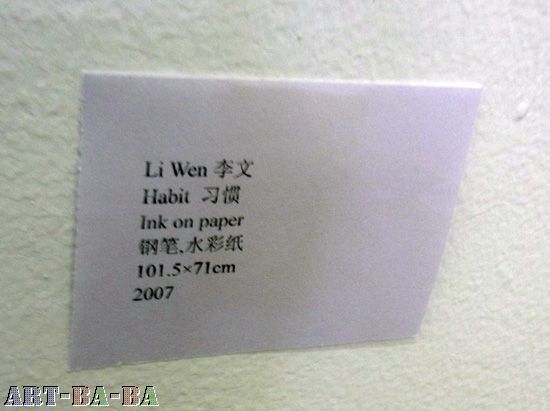 Li Wen 李文
Habit 习惯
Ink on paper
钢笔,水彩纸
101.5×71cm
2007
ART-BA-BA